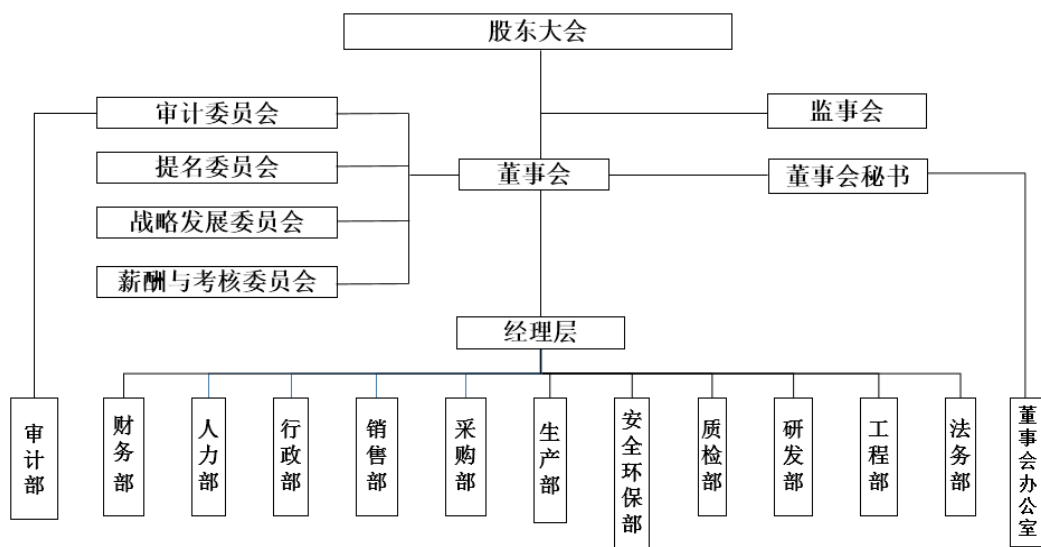 股东大会
审计委员会
监事会
提名委员会
董事会
董事会秘书
战略发展委员会
薪酬与考核委员会
经理层
审计部
财务部
人力部
行政部
销售部
采购部
生产部
安全环保部
质检部
研发部
工程部
法务部
董事会办公室